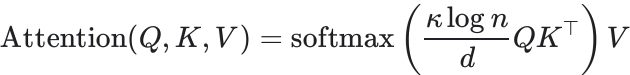 Attention(Q, K, V) = softmax ( κ log n / d QK⊤ ) V